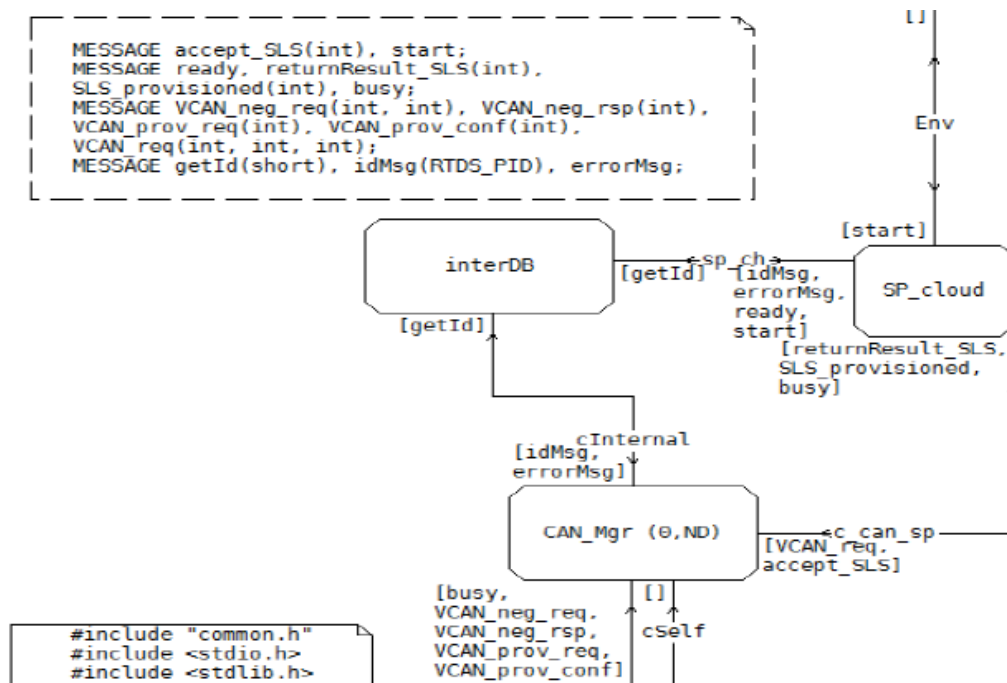 []
MESSAGE accept_SLS(int), start;
MESSAGE ready, returnResult_SLS(int),
SLS_provisioned(int), busy;
MESSAGE VCAN_neg_req(int, int), VCAN_neg_rsp(int),
VCAN_prov_req(int), VCAN_prov_conf(int),
VCAN_req(int, int, int);
MESSAGE getId(short), idMsg(RTDS_PID), errorMsg;
Env
[start]
interDB
sp_ch
[getId]
[idMsg,
errorMsg,
ready,
start]
SP_cloud
[getId]
[returnResult_SLS,
SLS_provisioned,
busy]
cInternal
[idMsg,
errorMsg]
CAN_Mgr (0,ND)
c_can_sp
[VCAN_req,
accept_SLS]
[busy,
VCAN_neg_req,
VCAN_neg_rsp,
VCAN_prov_req,
VCAN_prov_conf]
[]
cSelf
#include "common.h"
#include <stdio.h>
#include <stdlib.h>